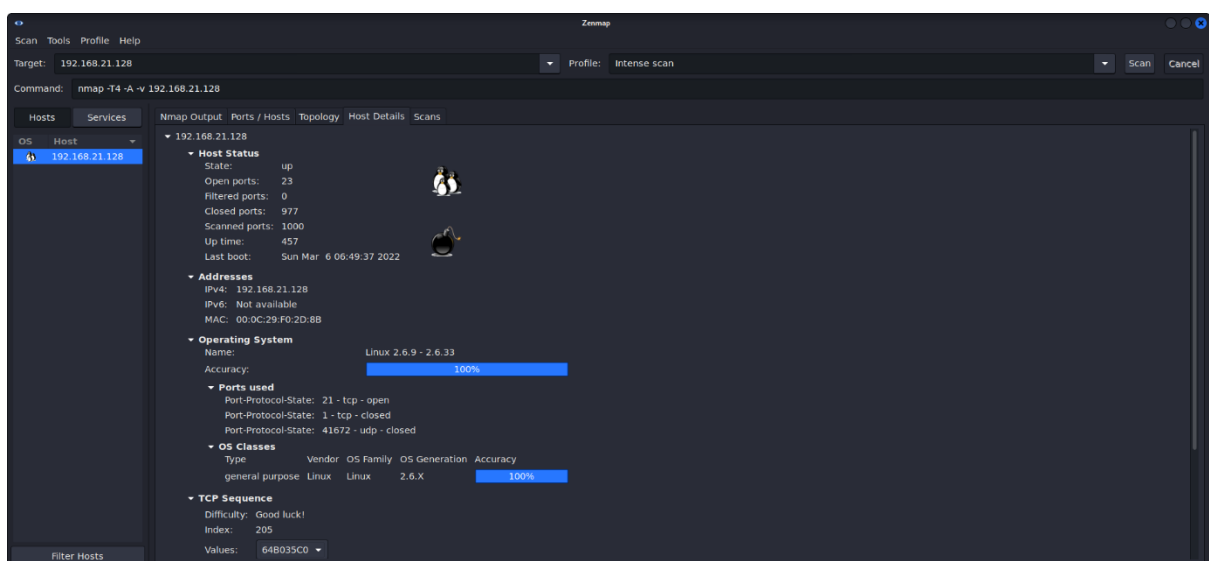 Zenmap
Scan Tools Profile Help
Target: 192.168.21.128 Profile: Intense scan Scan Cancel
Command: nmap -T4 -A -v 192.168.21.128
Hosts Services
Nmap Output Ports / Hosts Topology Host Details Scans
OS Host
192.168.21.128
192.168.21.128
Host Status
State: up
Open ports: 23
Filtered ports: 0
Closed ports: 977
Scanned ports: 1000
Up time: 457
Last boot: Sun Mar 6 06:49:37 2022
Addresses
IPv4: 192.168.21.128
IPv6: Not available
MAC: 00:0C:29:F0:2D:8B
Operating System
Name: Linux 2.6.9 - 2.6.33
Accuracy: 100%
Ports used
Port-Protocol-State: 21 - tcp - open
Port-Protocol-State: 1 - tcp - closed
Port-Protocol-State: 41672 - udp - closed
OS Classes
Type Vendor OS Family OS Generation Accuracy
general purpose Linux Linux 2.6.X 100%
TCP Sequence
Difficulty: Good luck!
Index: 205
Values: 64B035C0
Filter Hosts